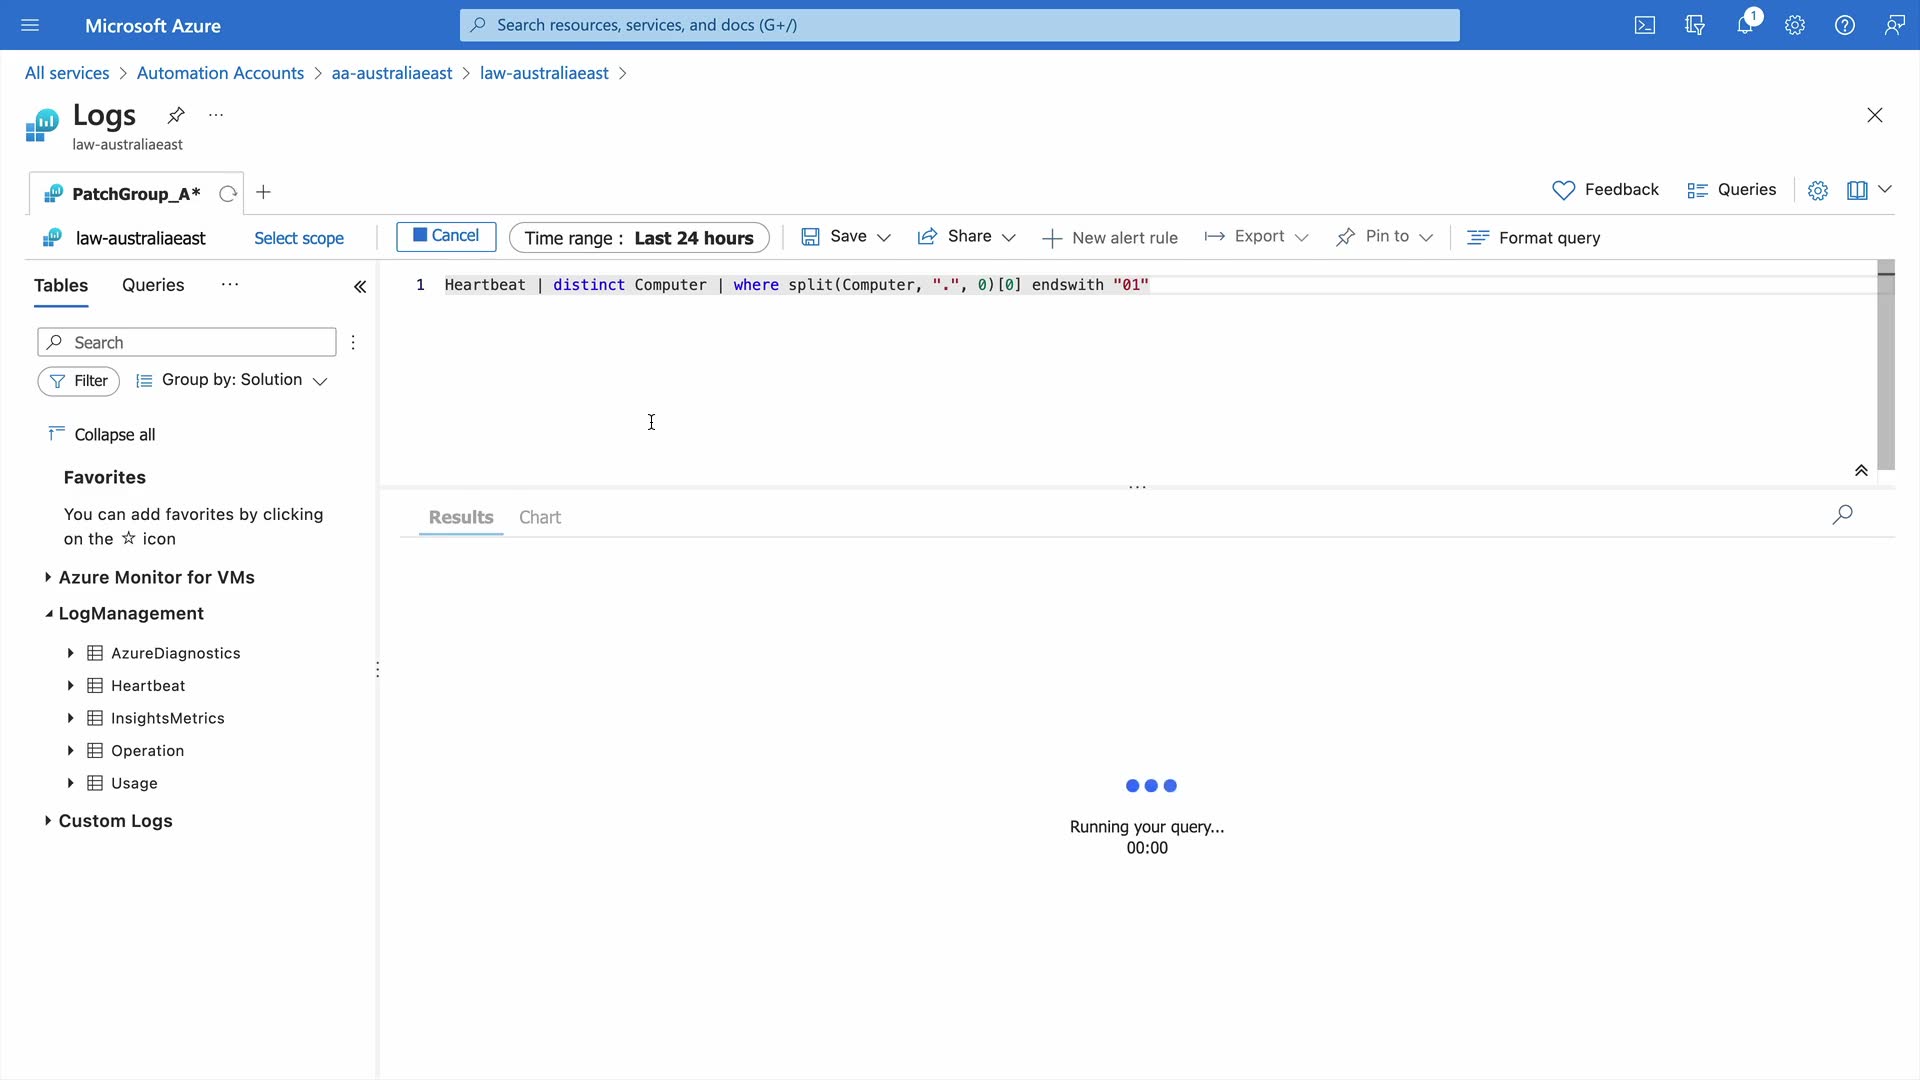 Microsoft Azure
Search resources, services, and docs (G+/)
1
All services > Automation Accounts > aa-australiaeast > law-australiaeast >
Logs
law-australiaeast
PatchGroup_A*
Feedback
Queries
law-australiaeast
Select scope
Cancel
Time range : Last 24 hours
Save
Share
New alert rule
Export
Pin to
Format query
Tables
Queries
1 Heartbeat | distinct Computer | where split(Computer, ".", 0)[0] endswith "01"
Search
Filter
Group by: Solution
Collapse all
Favorites
You can add favorites by clicking
on the ☆ icon
Azure Monitor for VMs
LogManagement
AzureDiagnostics
Heartbeat
InsightsMetrics
Operation
Usage
Custom Logs
Results
Chart
Running your query...
00:00